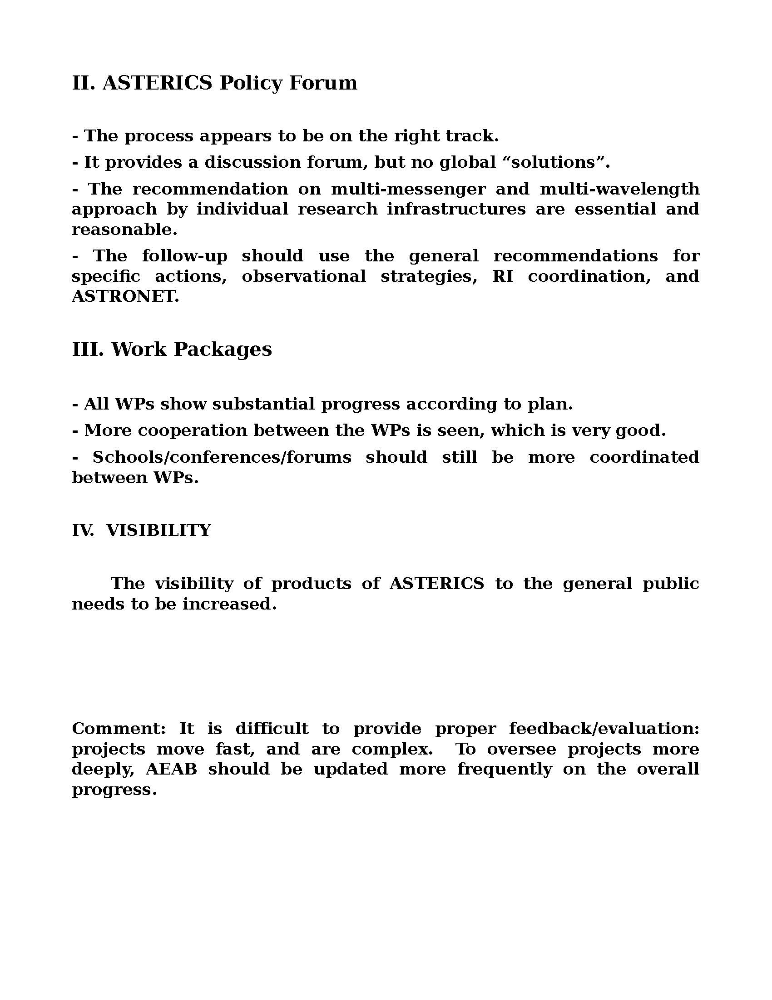 II. ASTERICS Policy Forum
- The process appears to be on the right track.
- It provides a discussion forum, but no global “solutions”.
- The recommendation on multi-messenger and multi-wavelength
approach by individual research infrastructures are essential and
reasonable.
- The follow-up should use the general recommendations for
specific actions, observational strategies, RI coordination, and
ASTRONET.
III. Work Packages
- All WPs show substantial progress according to plan.
- More cooperation between the WPs is seen, which is very good.
- Schools/conferences/forums should still be more coordinated
between WPs.
IV.  VISIBILITY
The visibility of products of ASTERICS to the general public
needs to be increased.
Comment: It is difficult to provide proper feedback/evaluation:
projects move fast, and are complex.  To oversee projects more
deeply, AEAB should be updated more frequently on the overall
progress.